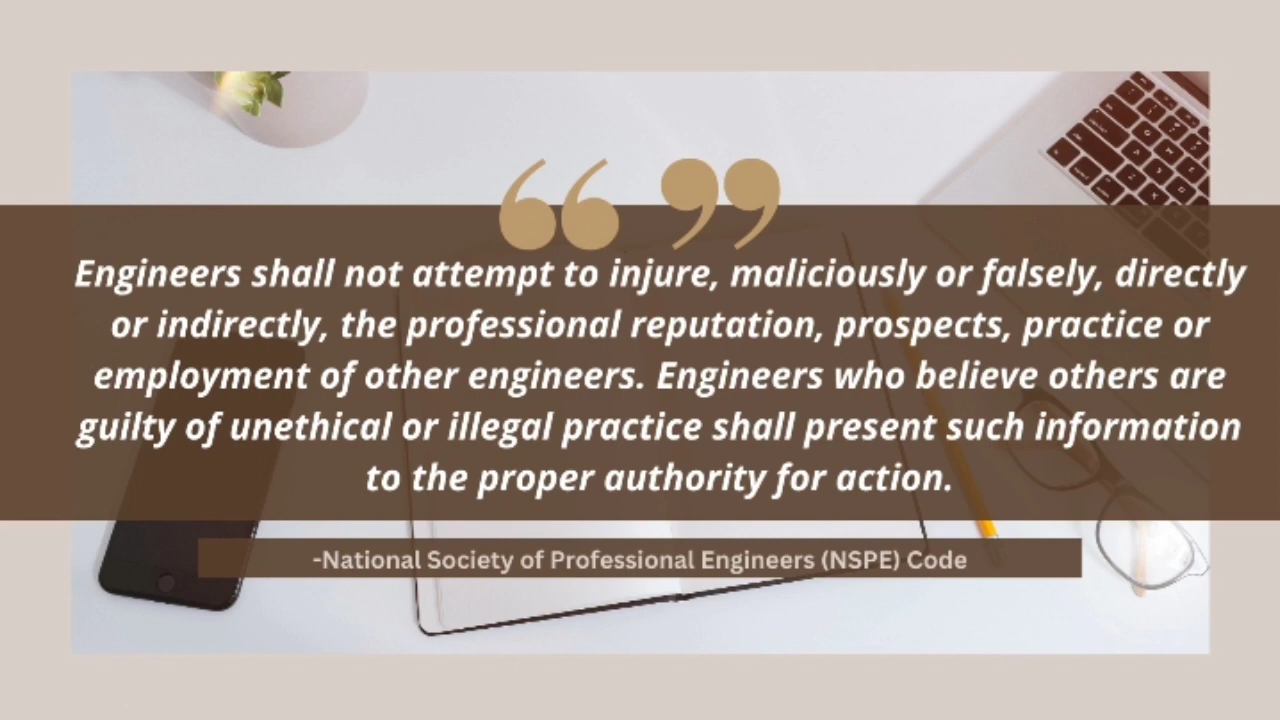 “ ”
Engineers shall not attempt to injure, maliciously or falsely, directly
or indirectly, the professional reputation, prospects, practice or
employment of other engineers. Engineers who believe others are
guilty of unethical or illegal practice shall present such information
to the proper authority for action.
-National Society of Professional Engineers (NSPE) Code